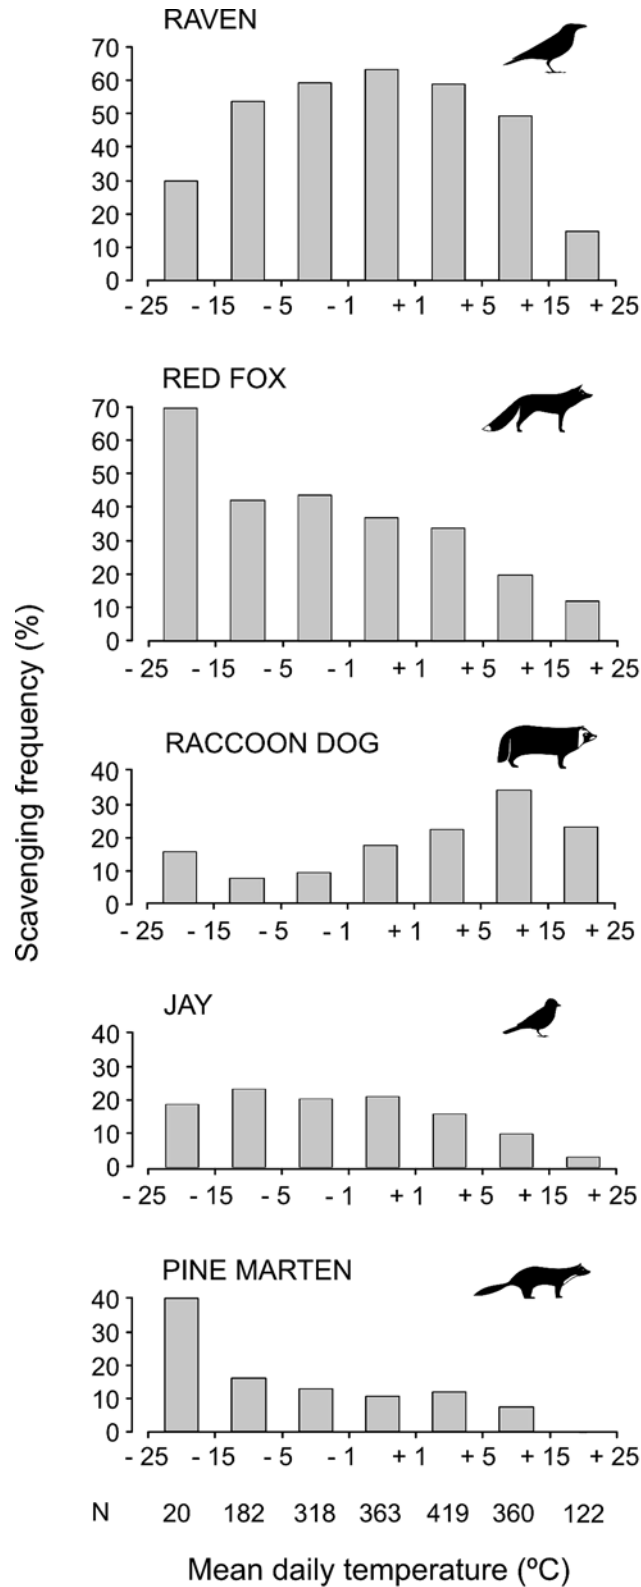 RAVEN
70
60
50
40
30
20
10
0
- 25 - 15 - 5 - 1 + 1 + 5 + 15 + 25
RED FOX
70
60
50
40
30
20
10
0
- 25 - 15 - 5 - 1 + 1 + 5 + 15 + 25
Scavenging frequency (%)
RACCOON DOG
40
30
20
10
0
- 25 - 15 - 5 - 1 + 1 + 5 + 15 + 25
JAY
40
30
20
10
0
- 25 - 15 - 5 - 1 + 1 + 5 + 15 + 25
PINE MARTEN
40
30
20
10
0
- 25 - 15 - 5 - 1 + 1 + 5 + 15 + 25
N 20 182 318 363 419 360 122
Mean daily temperature (ºC)